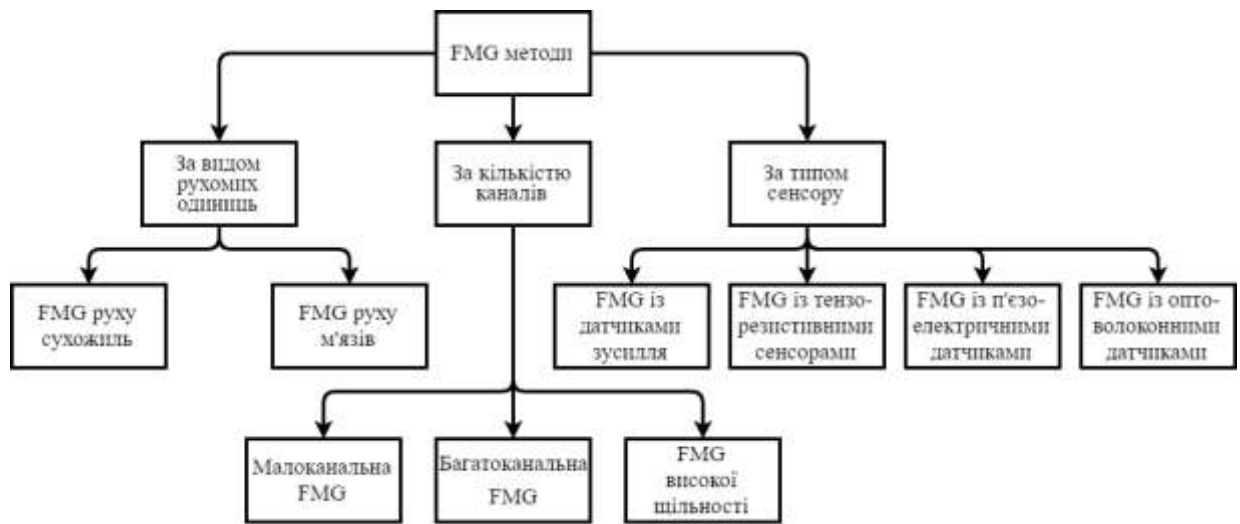 FMG методи
За видом
рухомих
одиниць
За кількістю
каналів
За типом
сенсору
FMG руху
сухожиль
FMG руху
м'язів
FMG із
датчиками
зусилля
FMG із тензо-
резистивними
сенсорами
FMG із п'єзо-
електричними
датчиками
FMG із опто-
волоконними
датчиками
Малоканальна
FMG
Багатоканальна
FMG
FMG
високої
щільності